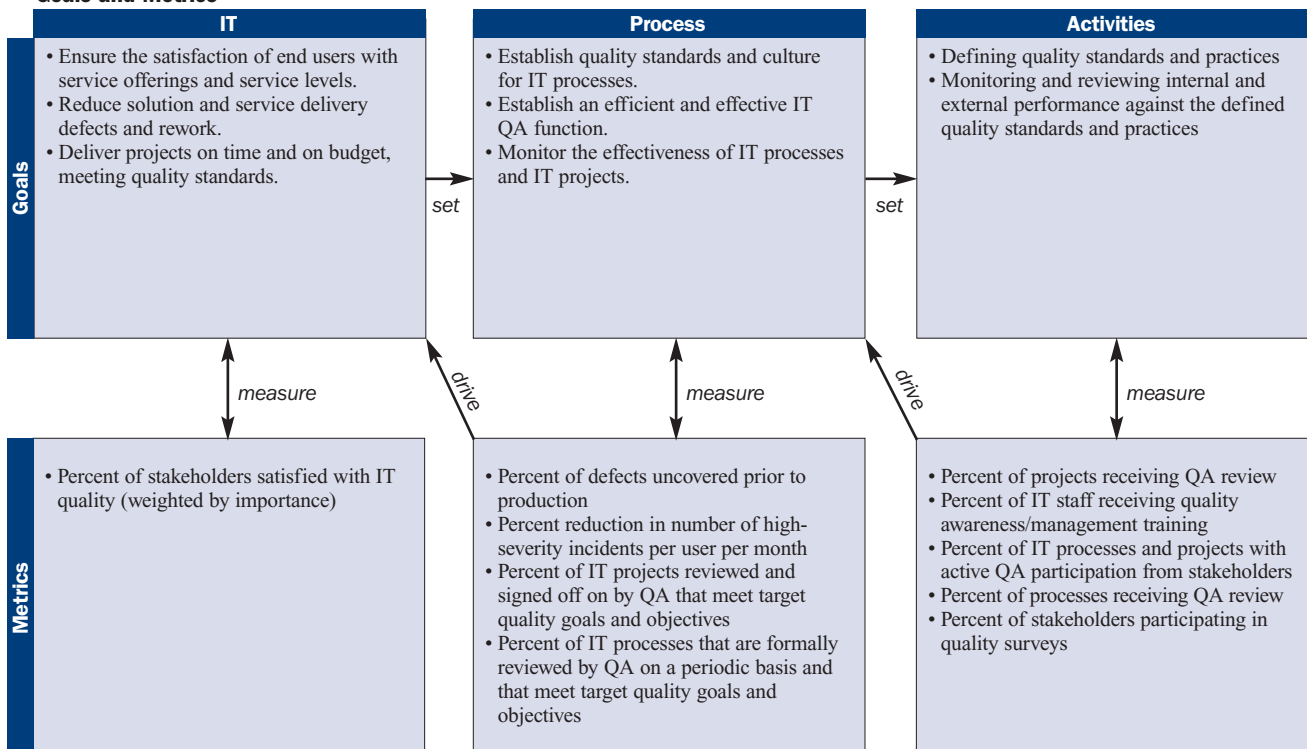 Goals and Metrics
IT
Process
Activities
Goals
• Ensure the satisfaction of end users with
service offerings and service levels.
• Reduce solution and service delivery
defects and rework.
• Deliver projects on time and on budget,
meeting quality standards.
set
• Establish quality standards and culture
for IT processes.
• Establish an efficient and effective IT
QA function.
• Monitor the effectiveness of IT processes
and IT projects.
set
• Defining quality standards and practices
• Monitoring and reviewing internal and
external performance against the defined
quality standards and practices
measure
drive
measure
drive
measure
Metrics
• Percent of stakeholders satisfied with IT
quality (weighted by importance)
• Percent of defects uncovered prior to
production
• Percent reduction in number of high-
severity incidents per user per month
• Percent of IT projects reviewed and
signed off on by QA that meet target
quality goals and objectives
• Percent of IT processes that are formally
reviewed by QA on a periodic basis and
that meet target quality goals and
objectives
• Percent of projects receiving QA review
• Percent of IT staff receiving quality
awareness/management training
• Percent of IT processes and projects with
active QA participation from stakeholders
• Percent of processes receiving QA review
• Percent of stakeholders participating in
quality surveys